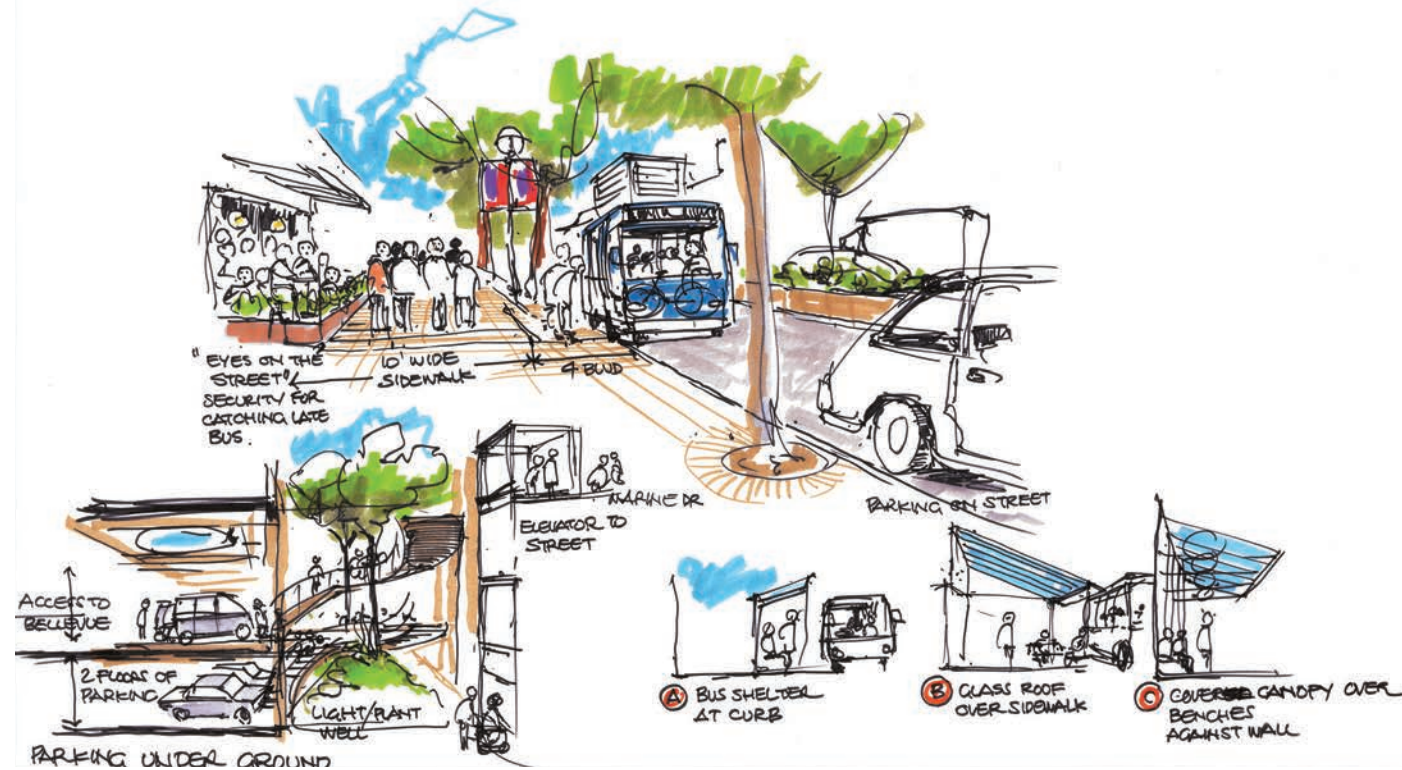 "EYES ON THE
STREET"
SECURITY FOR
CATCHING LATE
BUS.
10' WIDE
SIDEWALK
4 BLVD
PARKING ON STREET
MARINE DR
ELEVATOR TO
STREET
ACCESS TO
BELLEVUE
2 FLOORS OF
PARKING
LIGHT/PLANT
WELL
PARKING UNDER GROUND
A BUS SHELTER
AT CURB
B GLASS ROOF
OVER SIDEWALK
C COVERED CANOPY OVER
BENCHES
AGAINST WALL